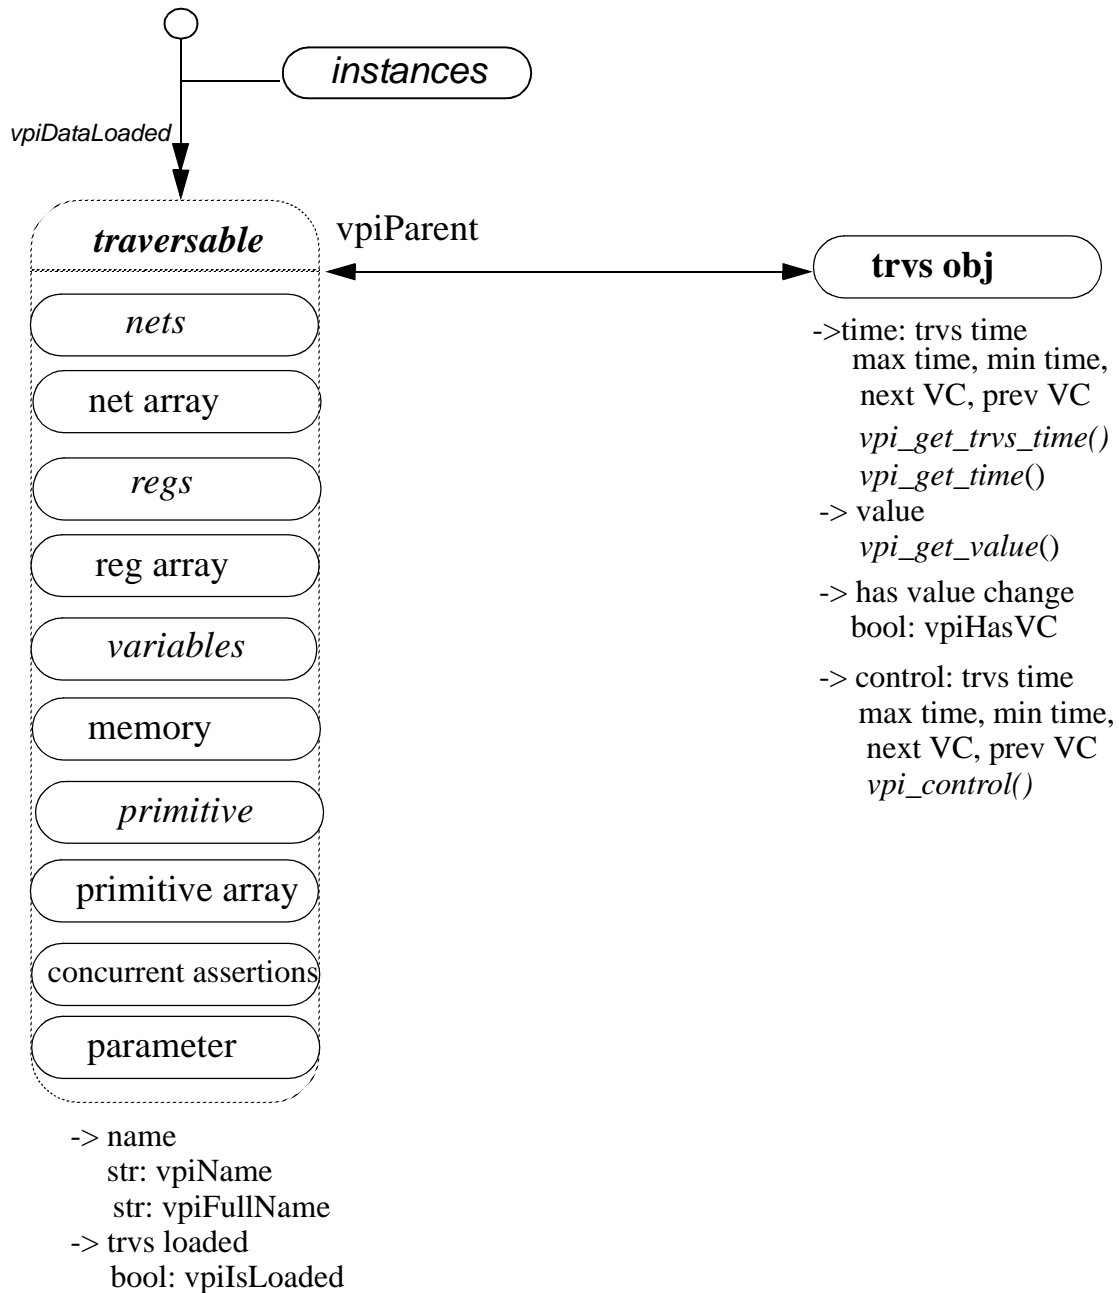 instances
vpiDataLoaded
traversable
vpiParent
trvs obj
nets
net array
regs
reg array
variables
memory
primitive
primitive array
concurrent assertions
parameter
-> name
str: vpiName
str: vpiFullName
-> trvs loaded
bool: vpiIsLoaded
->time: trvs time
max time, min time,
next VC, prev VC
vpi_get_trvs_time()
vpi_get_time()
-> value
vpi_get_value()
-> has value change
bool: vpiHasVC
-> control: trvs time
max time, min time,
next VC, prev VC
vpi_control()